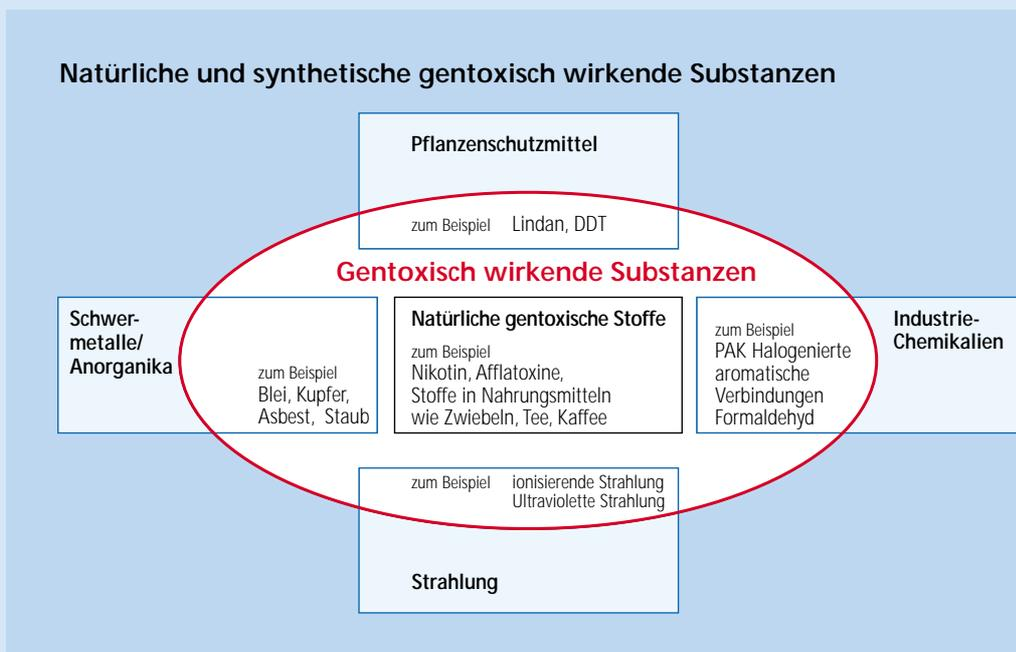 Natürliche und synthetische gentoxisch wirkende Substanzen
Pflanzenschutzmittel
zum Beispiel Lindan, DDT
Gentoxisch wirkende Substanzen
Schwer-
metalle/
Anorganika
zum Beispiel
Blei, Kupfer,
Asbest, Staub
Natürliche gentoxische Stoffe
zum Beispiel
Nikotin, Afflatoxine,
Stoffe in Nahrungsmitteln
wie Zwiebeln, Tee, Kaffee
zum Beispiel
PAK Halogenierte
aromatische
Verbindungen
Formaldehyd
Industrie-
Chemikalien
zum Beispiel ionisierende Strahlung
Ultraviolette Strahlung
Strahlung